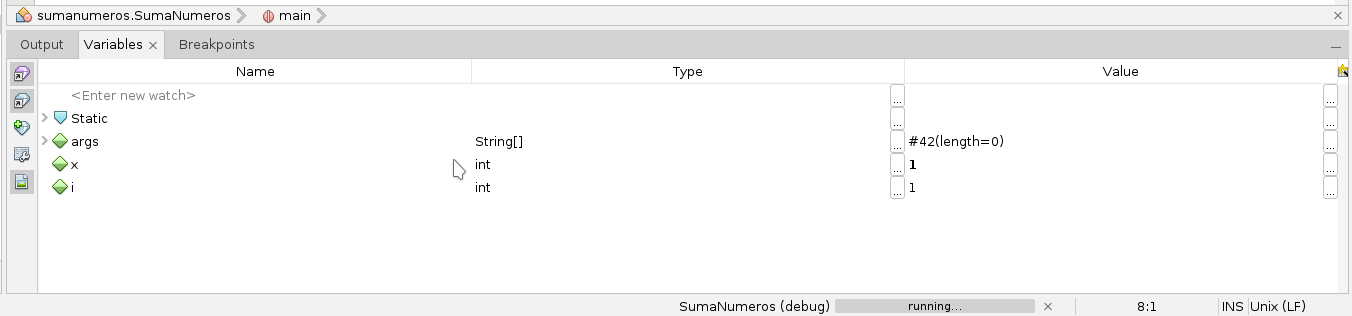 sumanumeros.SumaNumeros main
Output Variables Breakpoints
Name Type Value
<Enter new watch> ... ...
Static ... ...
args String[] ... #42(length=0) ...
x int ... 1 ...
i int ... 1 ...
SumaNumeros (debug) running... 8:1 INS Unix (LF)